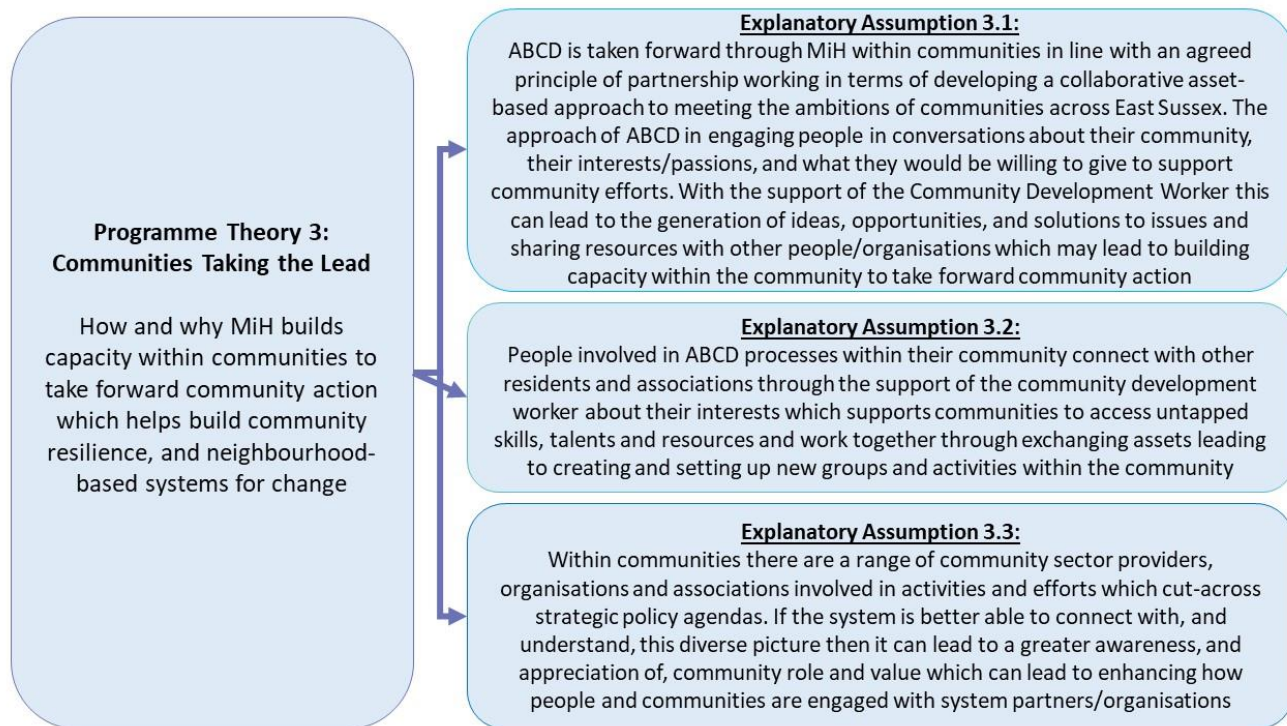 Programme Theory 3:
Communities Taking the Lead
How and why MiH builds
capacity within communities to
take forward community action
which helps build community
resilience, and neighbourhood-
based systems for change
Explanatory Assumption 3.1:
ABCD is taken forward through MiH within communities in line with an agreed
principle of partnership working in terms of developing a collaborative asset-
based approach to meeting the ambitions of communities across East Sussex. The
approach of ABCD in engaging people in conversations about their community,
their interests/passions, and what they would be willing to give to support
community efforts. With the support of the Community Development Worker this
can lead to the generation of ideas, opportunities, and solutions to issues and
sharing resources with other people/organisations which may lead to building
capacity within the community to take forward community action
Explanatory Assumption 3.2:
People involved in ABCD processes within their community connect with other
residents and associations through the support of the community development
worker about their interests which supports communities to access untapped
skills, talents and resources and work together through exchanging assets leading
to creating and setting up new groups and activities within the community
Explanatory Assumption 3.3:
Within communities there are a range of community sector providers,
organisations and associations involved in activities and efforts which cut-across
strategic policy agendas. If the system is better able to connect with, and
understand, this diverse picture then it can lead to a greater awareness, and
appreciation of, community role and value which can lead to enhancing how
people and communities are engaged with system partners/organisations